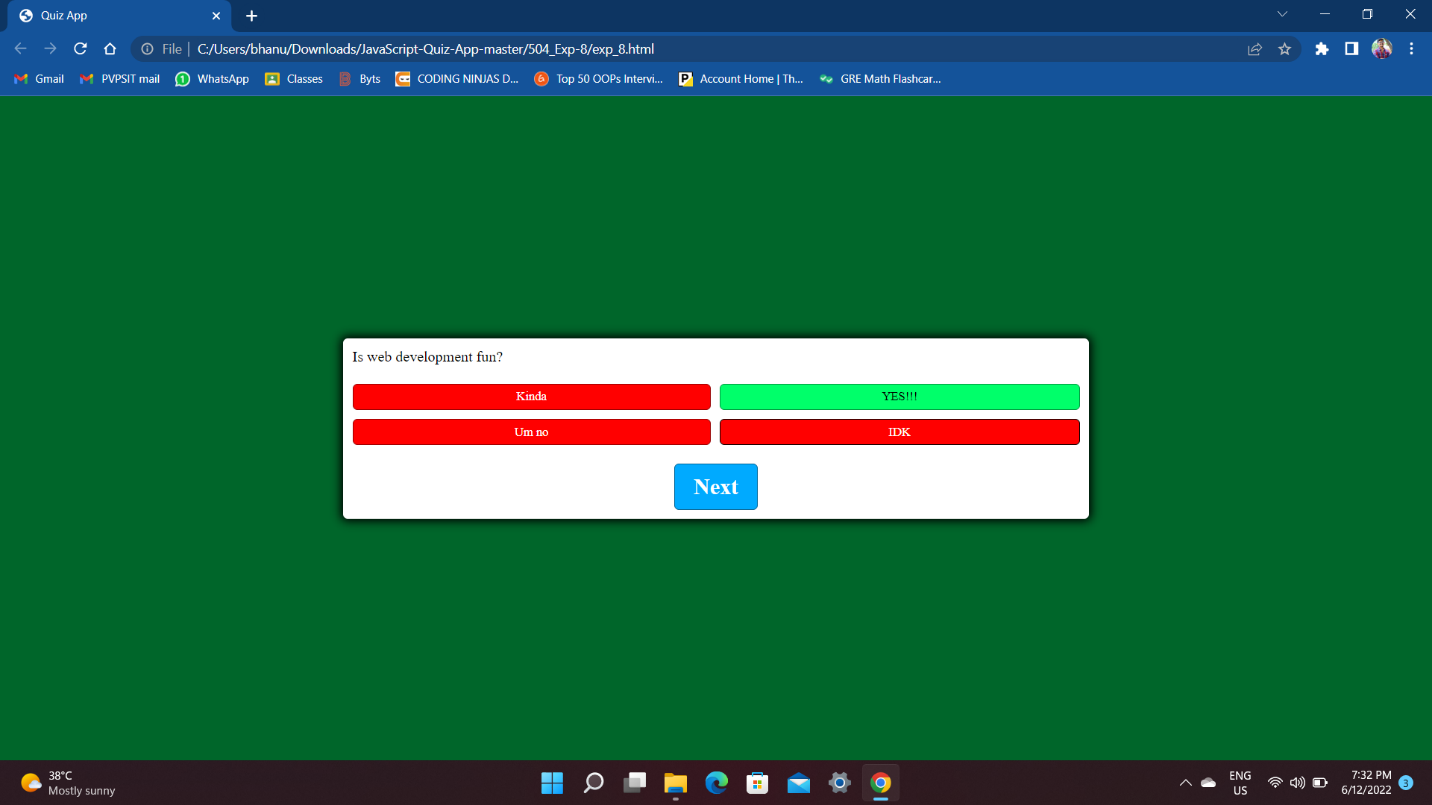 Quiz App
File | C:/Users/bhanu/Downloads/JavaScript-Quiz-App-master/504_Exp-8/exp_8.html
Gmail PVPSIT mail WhatsApp Classes Byts CODING NINJAS D... Top 50 OOPs Intervi... Account Home | Th... GRE Math Flashcar...
Is web development fun?
Kinda YES!!!
Um no IDK
Next
38°C
Mostly sunny
ENG
US
7:32 PM
6/12/2022
3